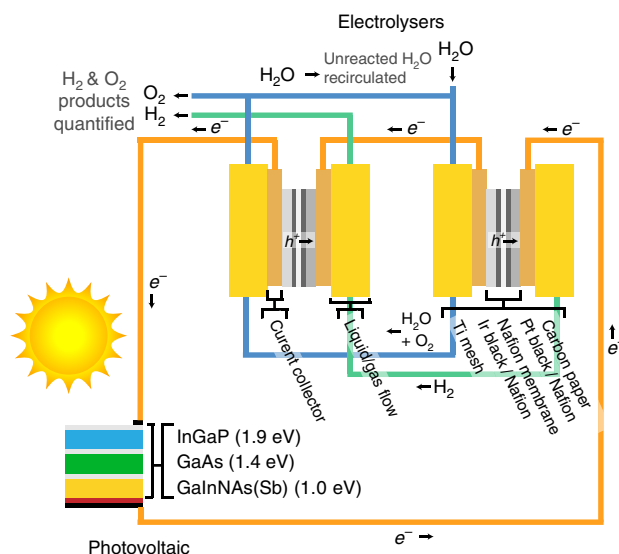 Electrolysers
H₂O
Unreacted H₂O
recirculated
H₂O
H₂ & O₂
products
quantified
O₂
H₂
e⁻
e⁻
e⁻
h⁺
h⁺
e⁻
H₂O
+ O₂
H₂
e⁻
Curent collector
Liquid/gas flow
Ti mesh
Ir black / Nafion
Nafion membrane
Pt black / Nafion
Carbon paper
InGaP (1.9 eV)
GaAs (1.4 eV)
GaInNAs(Sb) (1.0 eV)
e⁻
Photovoltaic